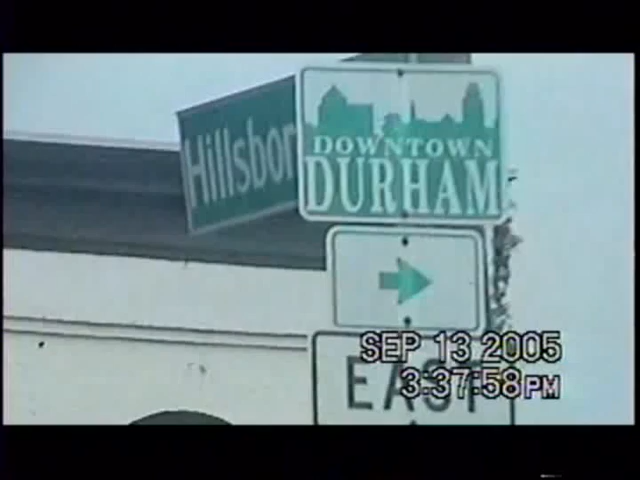 Hillsbor
DOWNTOWN
DURHAM
EAST
SEP 13 2005
3:37:58PM